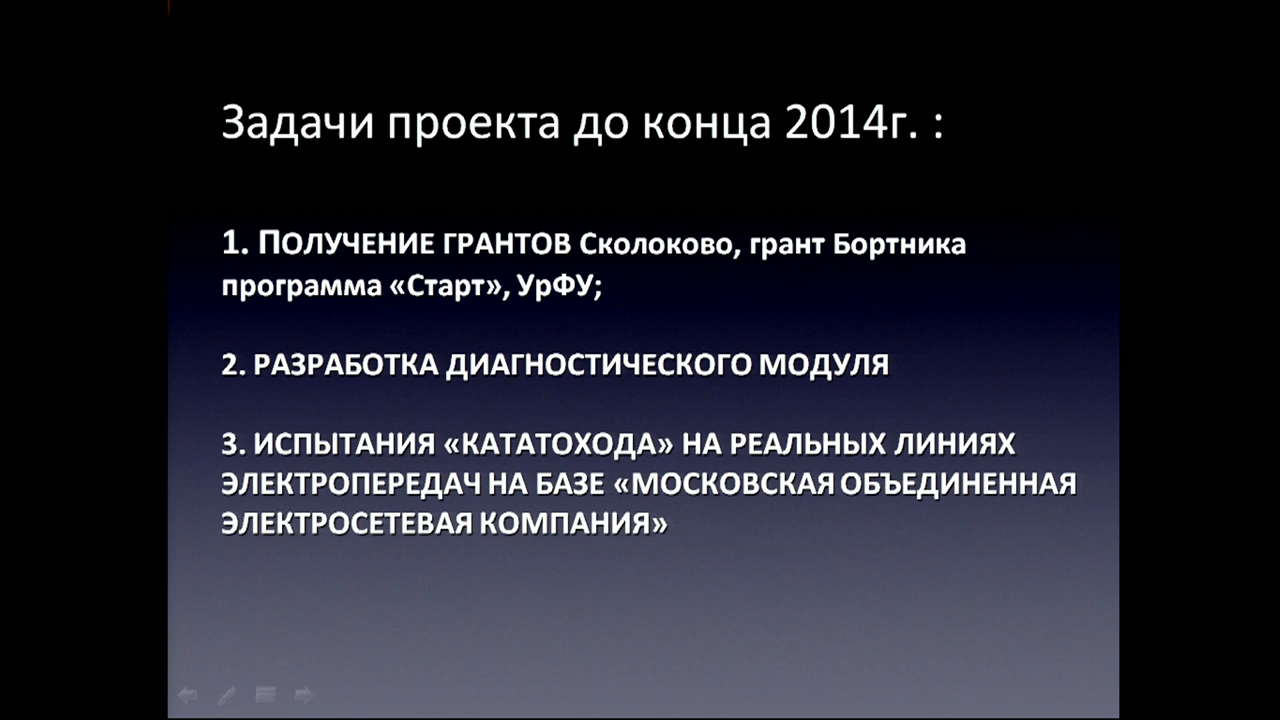 Задачи проекта до конца 2014г. :
1. ПОЛУЧЕНИЕ ГРАНТОВ Сколоково, грант Бортника
программа «Старт», УрФУ;
2. РАЗРАБОТКА ДИАГНОСТИЧЕСКОГО МОДУЛЯ
3. ИСПЫТАНИЯ «КАТАТОХОДА» НА РЕАЛЬНЫХ ЛИНИЯХ
ЭЛЕКТРОПЕРЕДАЧ НА БАЗЕ «МОСКОВСКАЯ ОБЪЕДИНЕННАЯ
ЭЛЕКТРОСЕТЕВАЯ КОМПАНИЯ»